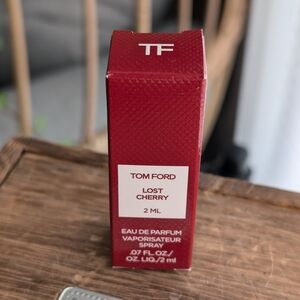 TF
TOM FORD
LOST
CHERRY
2 ML
EAU DE PARFUM
VAPORISATEUR
SPRAY
.07 FL. OZ./
OZ. LIQ./2 ml